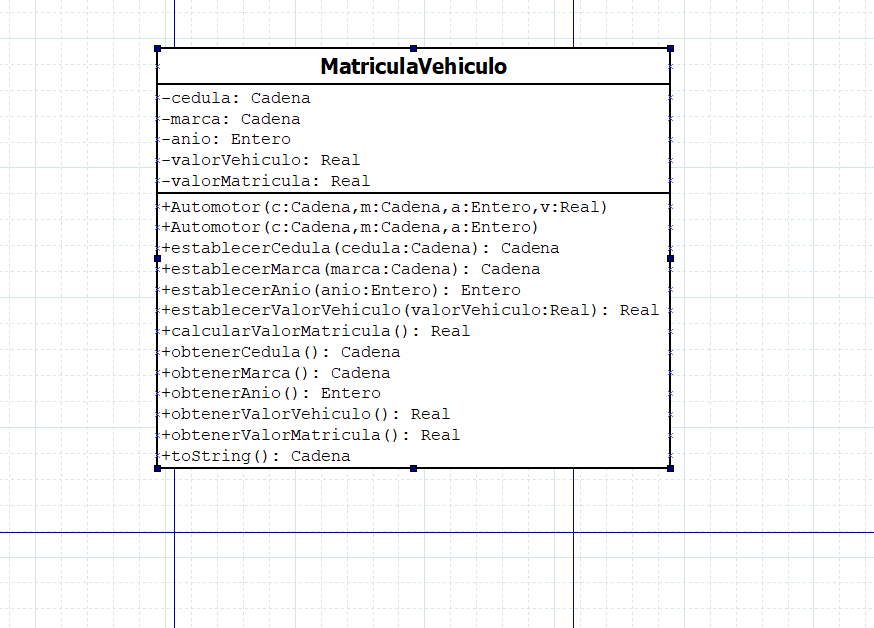 MatriculaVehiculo
-cedula: Cadena
-marca: Cadena
-anio: Entero
-valorVehiculo: Real
-valorMatricula: Real
+Automotor(c:Cadena,m:Cadena,a:Entero,v:Real)
+Automotor(c:Cadena,m:Cadena,a:Entero)
+establecerCedula(cedula:Cadena): Cadena
+establecerMarca(marca:Cadena): Cadena
+establecerAnio(anio:Entero): Entero
+establecerValorVehiculo(valorVehiculo:Real): Real
+calcularValorMatricula(): Real
+obtenerCedula(): Cadena
+obtenerMarca(): Cadena
+obtenerAnio(): Entero
+obtenerValorVehiculo(): Real
+obtenerValorMatricula(): Real
+toString(): Cadena